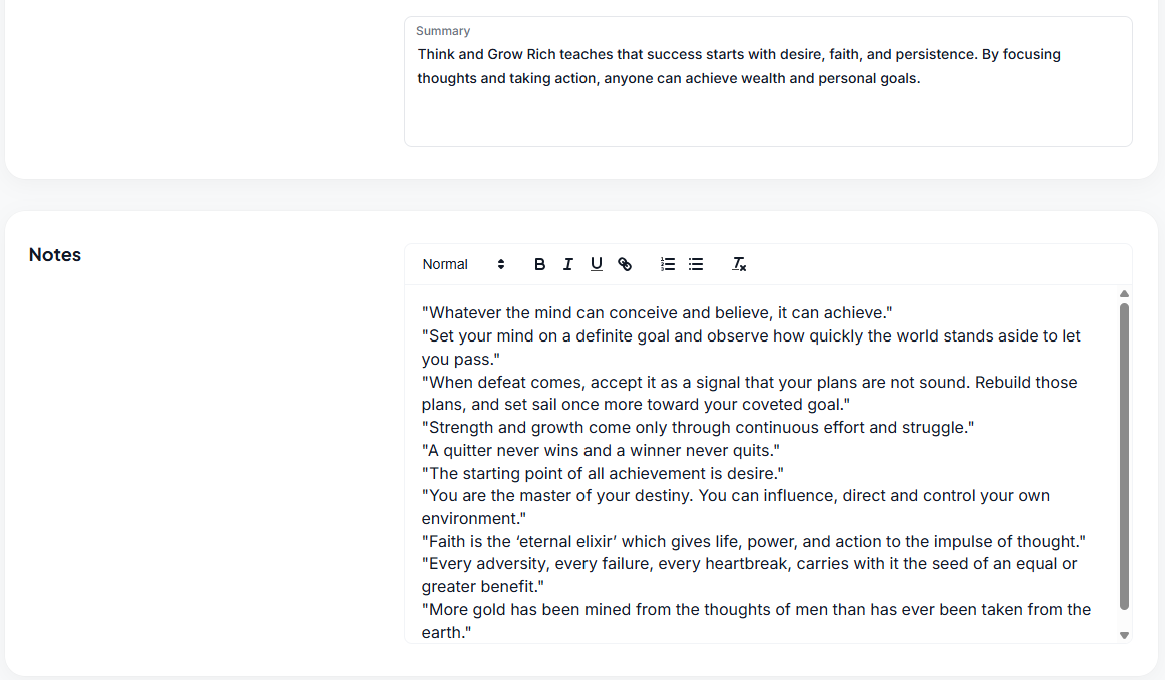 Summary
Think and Grow Rich teaches that success starts with desire, faith, and persistence. By focusing
thoughts and taking action, anyone can achieve wealth and personal goals.
Notes
Normal
B I U
"Whatever the mind can conceive and believe, it can achieve."
"Set your mind on a definite goal and observe how quickly the world stands aside to let
you pass."
"When defeat comes, accept it as a signal that your plans are not sound. Rebuild those
plans, and set sail once more toward your coveted goal."
"Strength and growth come only through continuous effort and struggle."
"A quitter never wins and a winner never quits."
"The starting point of all achievement is desire."
"You are the master of your destiny. You can influence, direct and control your own
environment."
"Faith is the ‘eternal elixir’ which gives life, power, and action to the impulse of thought."
"Every adversity, every failure, every heartbreak, carries with it the seed of an equal or
greater benefit."
"More gold has been mined from the thoughts of men than has ever been taken from the
earth."